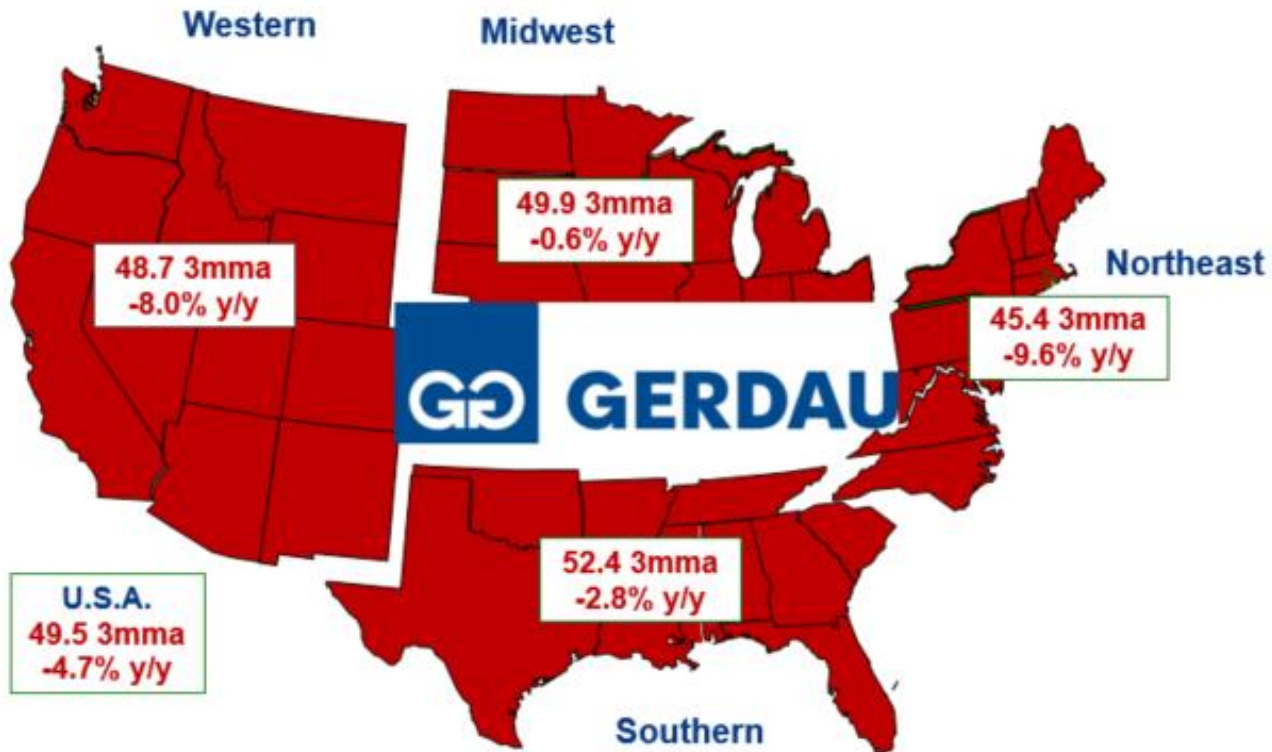 Western
Midwest
49.9 3mma
-0.6% y/y
48.7 3mma
-8.0% y/y
Northeast
45.4 3mma
-9.6% y/y
GG GERDAU
52.4 3mma
-2.8% y/y
U.S.A.
49.5 3mma
-4.7% y/y
Southern